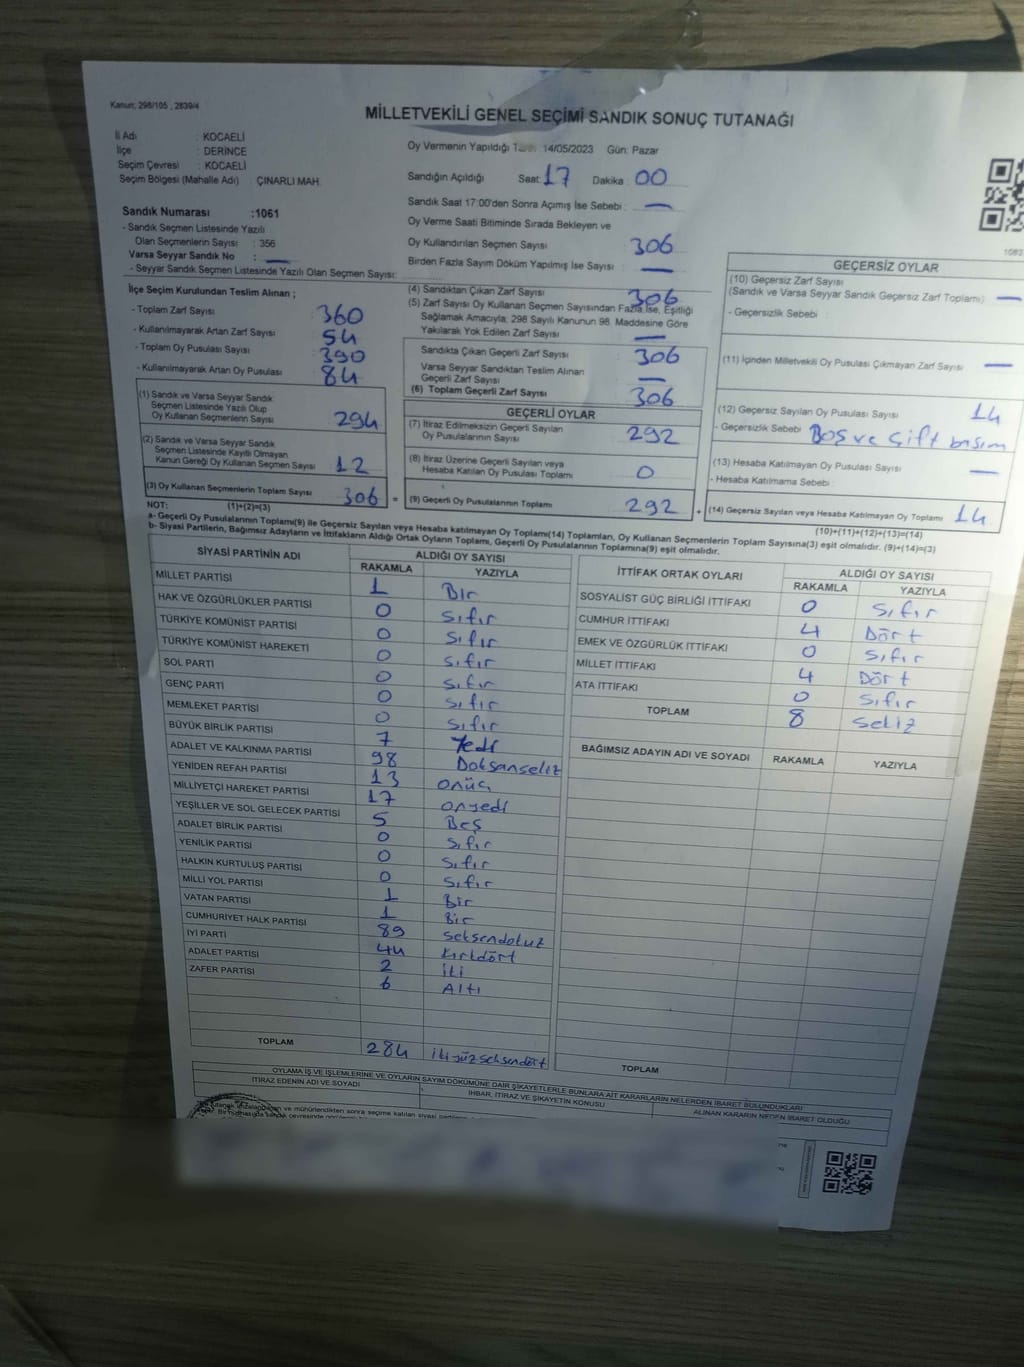 Kanun: 298/105 , 2839/4
MİLLETVEKİLİ GENEL SEÇİMİ SANDIK SONUÇ TUTANAĞI
İl Adı : KOCAELİ
İlçe : DERİNCE
Seçim Çevresi : KOCAELİ
Seçim Bölgesi (Mahalle Adı) : ÇINARLI MAH.
Sandık Numarası :1061
- Sandık Seçmen Listesinde Yazılı
Olan Seçmenlerin Sayısı : 356
Varsa Seyyar Sandık No : —
- Seyyar Sandık Seçmen Listesinde Yazılı Olan Seçmen Sayısı:
Oy Vermenin Yapıldığı 14/05/2023 Gün: Pazar
Sandığın Açıldığı Saat: 17 Dakika : 00
Sandık Saat 17:00'den Sonra Açımış İse Sebebi : —
Oy Verme Saati Bitiminde Sırada Bekleyen ve
Oy Kullandırılan Seçmen Sayısı 306
Birden Fazla Sayım Döküm Yapılmış İse Sayısı : —
İlçe Seçim Kurulundan Teslim Alınan ;
- Toplam Zarf Sayısı : 360
- Kullanılmayarak Artan Zarf Sayısı : 54
- Toplam Oy Pusulası Sayısı : 390
- Kullanılmayarak Artan Oy Pusulası : 84
(1) Sandık ve Varsa Seyyar Sandık
Seçmen Listesinde Yazılı Olup
Oy Kullanan Seçmenlerin Sayısı 294
(2) Sandık ve Varsa Seyyar Sandık
Seçmen Listesinde Kayıtlı Olmayan
Kanun Gereği Oy Kullanan Seçmen Sayısı 12
(3) Oy Kullanan Seçmenlerin Toplam Sayısı 306 =
(4) Sandıktan Çıkan Zarf Sayısı 306
(5) Zarf Sayısı Oy Kullanan Seçmen Sayısından Fazla İse, Eşitliği
Sağlamak Amacıyla; 298 Sayılı Kanunun 98. Maddesine Göre
Yakılarak Yok Edilen Zarf Sayısı —
Sandıkta Çıkan Geçerli Zarf Sayısı 306
Varsa Seyyar Sandıktan Teslim Alınan
Geçerli Zarf Sayısı —
(6) Toplam Geçerli Zarf Sayısı 306
GEÇERLİ OYLAR
(7) İtiraz Edilmeksizin Geçerli Sayılan
Oy Pusulalarının Sayısı 292
(8) İtiraz Üzerine Geçerli Sayılan veya
Hesaba Katılan Oy Pusulası Toplamı 0
(9) Geçerli Oy Pusulalarının Toplamı 292 +
GEÇERSİZ OYLAR
(10) Geçersiz Zarf Sayısı
(Sandık ve Varsa Seyyar Sandık Geçersiz Zarf Toplamı) —
- Geçersizlik Sebebi :
(11) İçinden Milletvekili Oy Pusulası Çıkmayan Zarf Sayısı —
(12) Geçersiz Sayılan Oy Pusulası Sayısı 14
- Geçersizlik Sebebi : Boş ve Çift basım
(13) Hesaba Katılmayan Oy Pusulası Sayısı —
- Hesaba Katılmama Sebebi :
(14) Geçersiz Sayılan veya Hesaba Katılmayan Oy Toplamı 14
NOT: (1)+(2)=(3) (10)+(11)+(12)+(13)=(14)
a- Geçerli Oy Pusulalarının Toplamı(9) ile Geçersiz Sayılan veya Hesaba katılmayan Oy Toplamı(14) Toplamları, Oy Kullanan Seçmenlerin Toplam Sayısına(3) eşit olmalıdır. (9)+(14)=(3)
b- Siyasi Partilerin, Bağımsız Adayların ve İttifakların Aldığı Ortak Oyların Toplamı, Geçerli Oy Pusulalarının Toplamına(9) eşit olmalıdır.
SİYASİ PARTİNİN ADI ALDIĞI OY SAYISI
RAKAMLA YAZIYLA
MİLLET PARTİSİ 1 Bir
HAK VE ÖZGÜRLÜKLER PARTİSİ 0 Sıfır
TÜRKİYE KOMÜNİST PARTİSİ 0 Sıfır
TÜRKİYE KOMÜNİST HAREKETİ 0 Sıfır
SOL PARTİ 0 Sıfır
GENÇ PARTİ 0 Sıfır
MEMLEKET PARTİSİ 0 Sıfır
BÜYÜK BİRLİK PARTİSİ 7 Yedi
ADALET VE KALKINMA PARTİSİ 98 Doksansekiz
YENİDEN REFAH PARTİSİ 13 onüç
MİLLİYETÇİ HAREKET PARTİSİ 17 onyedi
YEŞİLLER VE SOL GELECEK PARTİSİ 5 Beş
ADALET BİRLİK PARTİSİ 0 Sıfır
YENİLİK PARTİSİ 0 Sıfır
HALKIN KURTULUŞ PARTİSİ 0 Sıfır
MİLLİ YOL PARTİSİ 1 Bir
VATAN PARTİSİ 1 Bir
CUMHURİYET HALK PARTİSİ 89 seksendokuz
İYİ PARTİ 44 kırkdört
ADALET PARTİSİ 2 iki
ZAFER PARTİSİ 6 Altı
TOPLAM 284 ikiyüzseksendört
İTTİFAK ORTAK OYLARI ALDIĞI OY SAYISI
RAKAMLA YAZIYLA
SOSYALİST GÜÇ BİRLİĞİ İTTİFAKI 0 Sıfır
CUMHUR İTTİFAKI 4 Dört
EMEK VE ÖZGÜRLÜK İTTİFAKI 0 Sıfır
MİLLET İTTİFAKI 4 Dört
ATA İTTİFAKI 0 Sıfır
TOPLAM 8 sekiz
BAĞIMSIZ ADAYIN ADI VE SOYADI RAKAMLA YAZIYLA
TOPLAM
OYLAMA İŞ VE İŞLEMLERİNE VE OYLARIN SAYIM DÖKÜMÜNE DAİR ŞİKAYETLERLE BUNLARA AİT KARARLARIN NELERDEN İBARET BULUNDUKLARI
İTİRAZ EDENİN ADI VE SOYADI İHBAR, İTİRAZ VE ŞİKAYETİN KONUSU ALINAN KARARIN NEDEN İBARET OLDUĞU